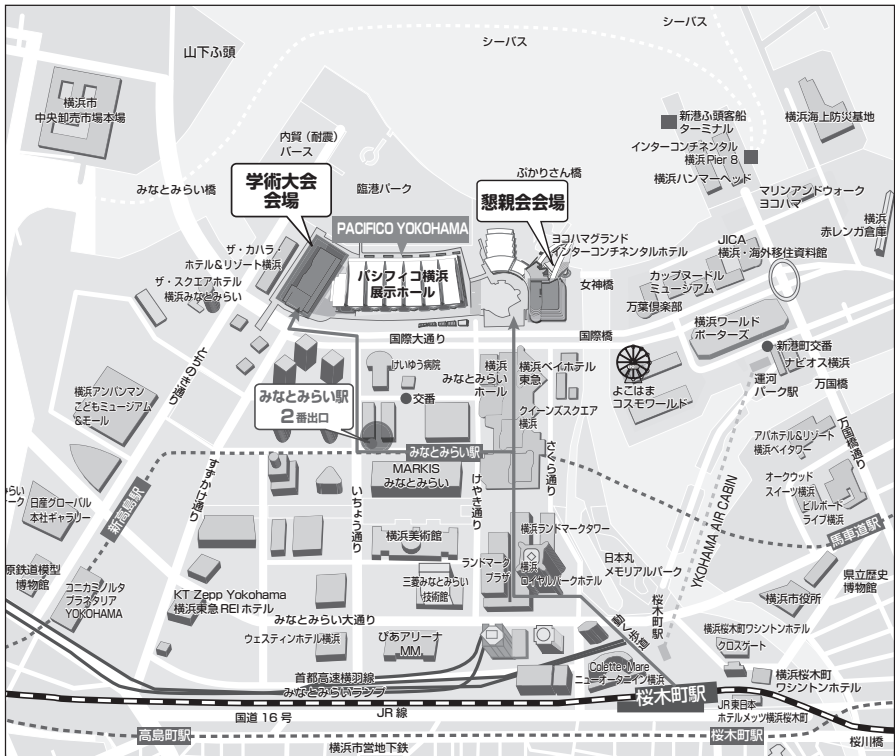 シーバス
シーバス
山下ふ頭
横浜市
中央卸売市場本場
新港ふ頭客船
ターミナル
横浜海上防災基地
内貿（耐震）
バース
インターコンチネンタル
横浜Pier 8
みなとみらい橋
学術大会
会場
臨港パーク
ぷかりさん橋
懇親会会場
横浜ハンマーヘッド
マリンアンドウォーク
ヨコハマ
横浜
赤レンガ倉庫
PACIFICO YOKOHAMA
ザ・カハラ・
ホテル&リゾート横浜
ヨコハマグランド
インターコンチネンタルホテル
JICA
横浜・海外移住資料館
ザ・スクエアホテル
横浜みなとみらい
パシフィコ横浜
展示ホール
女神橋
カップヌードル
ミュージアム
万葉倶楽部
国際大通り
国際橋
横浜ワールド
ポーターズ
新港町交番
ナビオス横浜
とちのき通り
けいゆう病院
横浜
みなとみらい
ホール
横浜ベイホテル
東急
よこはま
コスモワールド
運河
パーク駅
万国橋
横浜アンパンマン
こどもミュージアム
&モール
みなとみらい駅
2番出口
交番
クイーンズスクエア
横浜
万国橋通り
みなとみらい駅
さくら通り
アパホテル&リゾート
横浜ベイタワー
MARKIS
みなとみらい
オークウッド
スイーツ横浜
ビルボード
ライブ横浜
すずかけ通り
いちょう通り
けやき通り
YKOHAMA AIR CABIN
新高島駅
日産グローバル
本社ギャラリー
馬車道駅
横浜美術館
横浜ランドマークタワー
ランドマーク
プラザ
横浜
ロイヤルパークホテル
日本丸
メモリアルパーク
原鉄道模型
博物館
コニカミノルタ
プラネタリア
YOKOHAMA
三菱みなとみらい
技術館
県立歴史
博物館
横浜市役所
KT Zepp Yokohama
横浜東急REIホテル
みなとみらい大通り
動く歩道
桜木町駅
横浜桜木町ワシントンホテル
クロスゲート
ウェスティンホテル横浜
ぴあアリーナ
MM
首都高速横羽線
みなとみらいランプ
Colette・Mare
ニューオータニイン横浜
桜木町駅
横浜桜木町
ワシントンホテル
JR東日本
ホテルメッツ横浜桜木町
国道16号
JR線
高島町駅
横浜市営地下鉄
桜木町駅
桜川橋